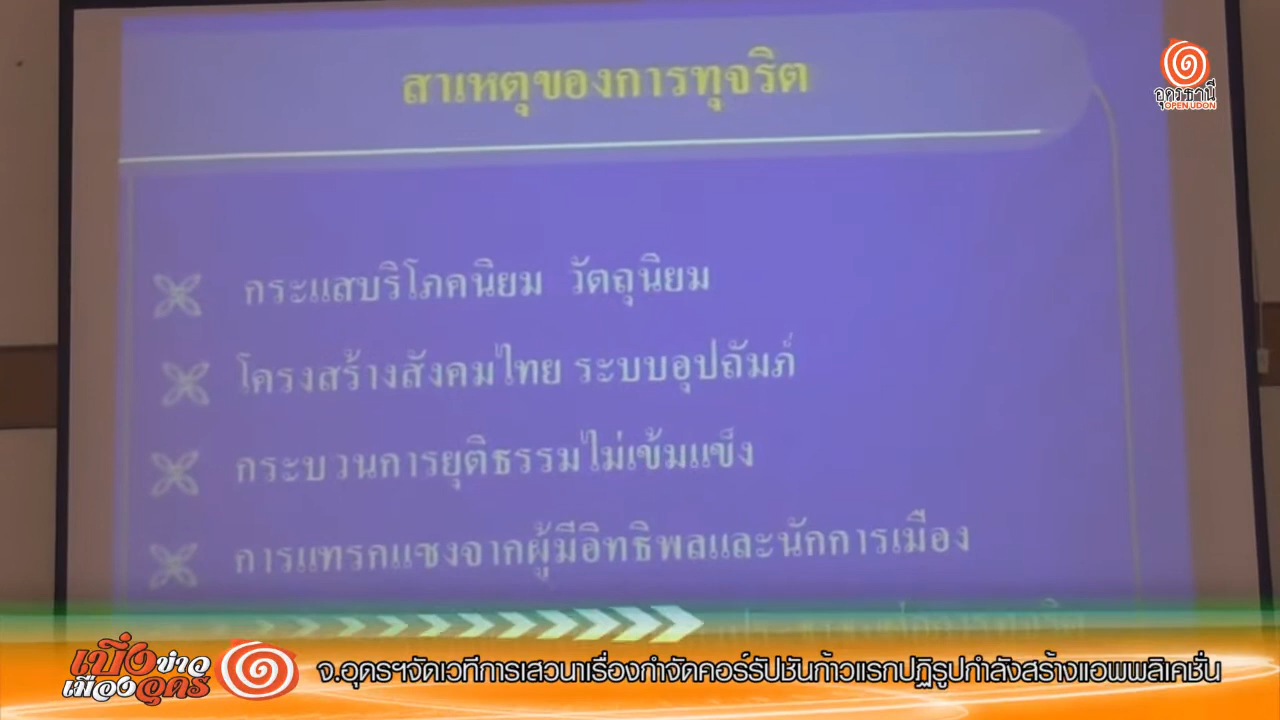 สาเหตุของการทุจริต
อุดรธานี
OPEN UDON
กระแสบริโภคนิยม วัตถุนิยม
โครงสร้างสังคมไทย ระบบอุปถัมภ์
กระบวนการยุติธรรมไม่เข้มแข็ง
การแทรกแซงจากผู้มีอิทธิพลและนักการเมือง
เบิ่งข่าว
เมืองอุดร
จ.อุดรฯจัดเวทีการเสวนาเรื่องกำจัดคอร์รัปชันก้าวแรกปฏิรูปกำลังสร้างแอพพลิเคชั่น